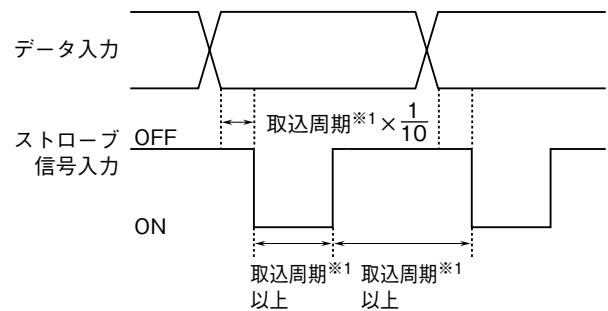 データ入力
取込周期※1×1/10
ストローブ OFF
信号入力
ON
取込周期※1 取込周期※1
以上 以上